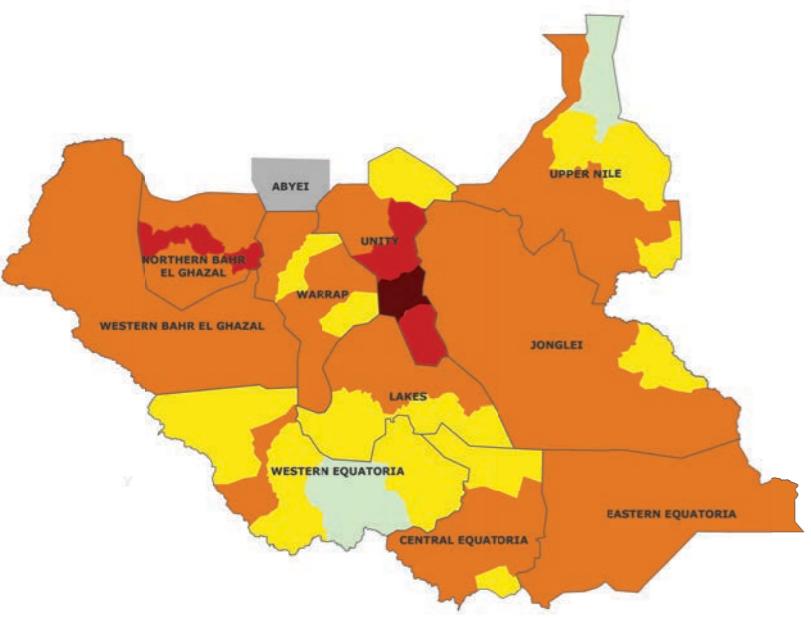 ABYEI
UPPER NILE
UNITY
NORTHERN BAHR
EL GHAZAL
WARRAP
WESTERN BAHR EL GHAZAL
JONGLEI
LAKES
WESTERN EQUATORIA
EASTERN EQUATORIA
CENTRAL EQUATORIA